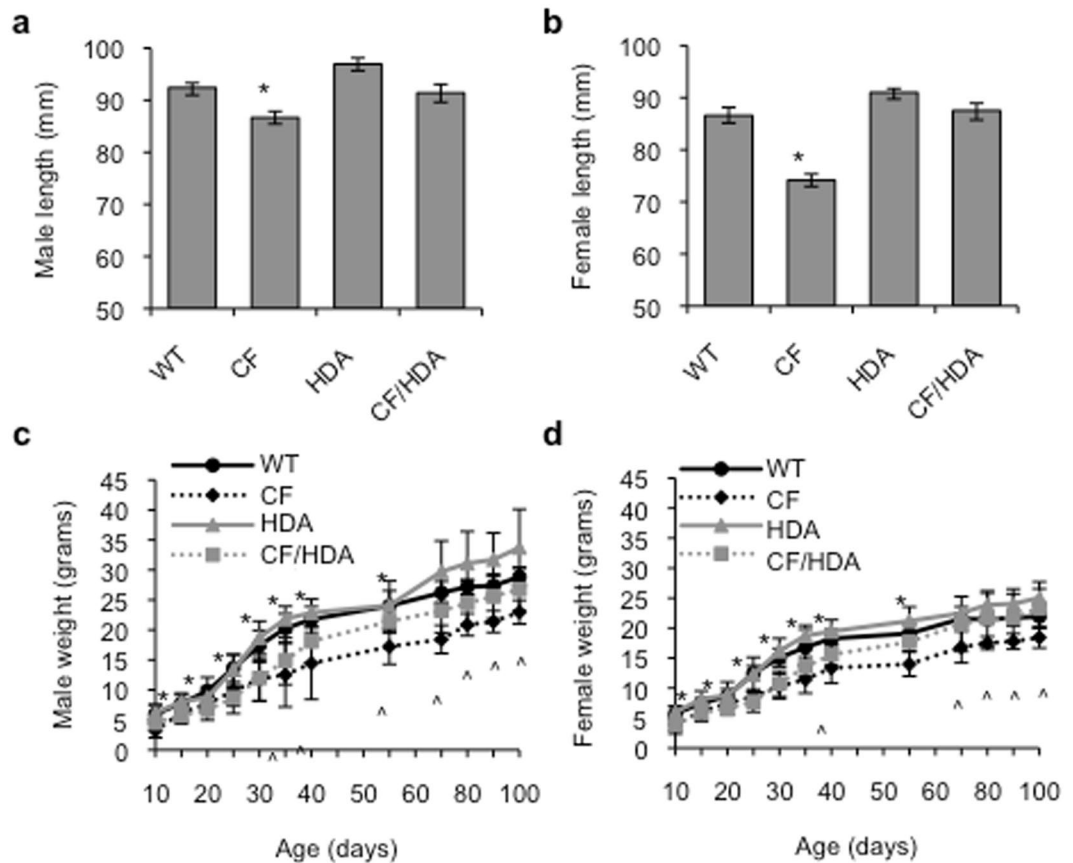 a
b
Male length (mm)
100
90
80
70
60
50
WT
CF
HDA
CF/HDA
*
Female length (mm)
100
90
80
70
60
50
WT
CF
HDA
CF/HDA
*
c
WT
CF
HDA
CF/HDA
Male weight (grams)
45
40
35
30
25
20
15
10
5
0
* * * * * * *
^ ^ ^ ^ ^ ^ ^
10 20 30 40 50 60 80 100
Age (days)
d
WT
CF
HDA
CF/HDA
Female weight (grams)
45
40
35
30
25
20
15
10
5
0
* * * * * * *
^ ^ ^ ^ ^
10 20 30 40 50 60 80 100
Age (days)